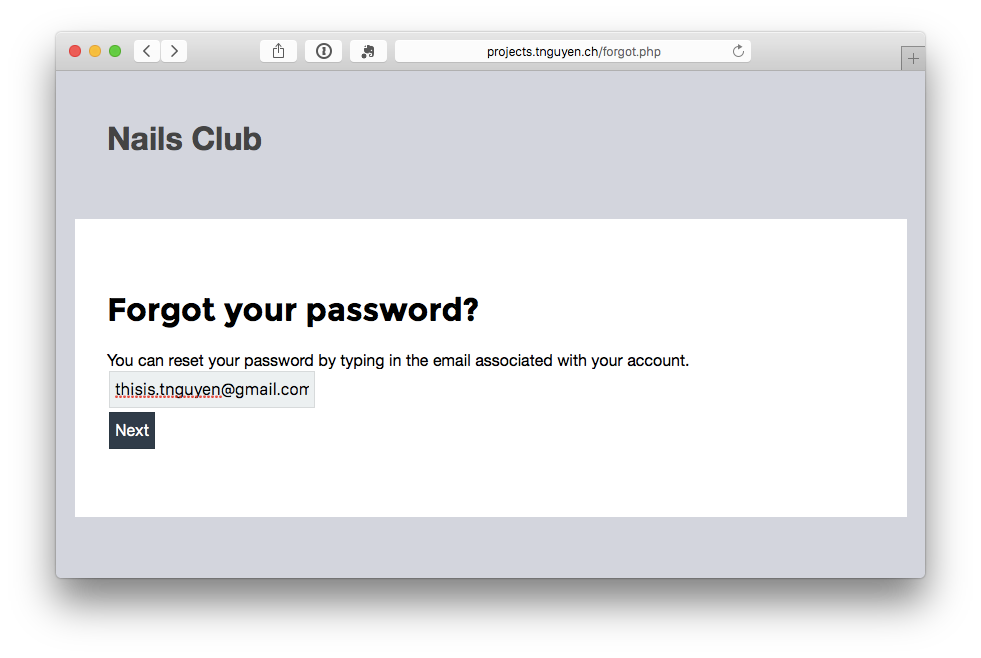 projects.tnguyen.ch/forgot.php
Nails Club
Forgot your password?
You can reset your password by typing in the email associated with your account.
thisis.tnguyen@gmail.com
Next